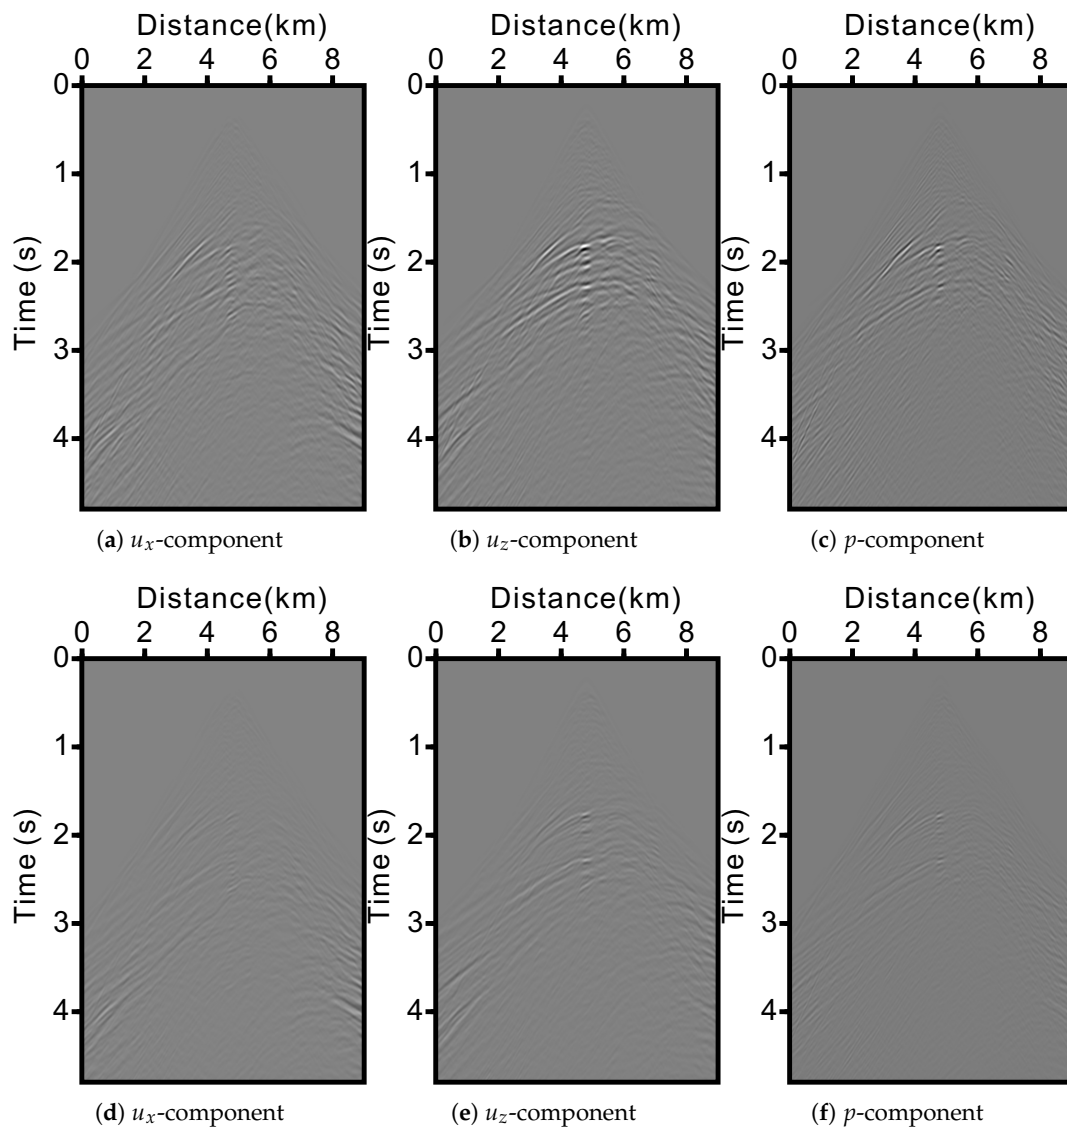 Distance(km) Distance(km) Distance(km)
0 2 4 6 8 0 2 4 6 8 0 2 4 6 8
0 0 0
1 1 1
2 2 2
3 3 3
4 4 4
Time (s) Time (s) Time (s)
(a) u_x-component (b) u_z-component (c) p-component
Distance(km) Distance(km) Distance(km)
0 2 4 6 8 0 2 4 6 8 0 2 4 6 8
0 0 0
1 1 1
2 2 2
3 3 3
4 4 4
Time (s) Time (s) Time (s)
(d) u_x-component (e) u_z-component (f) p-component